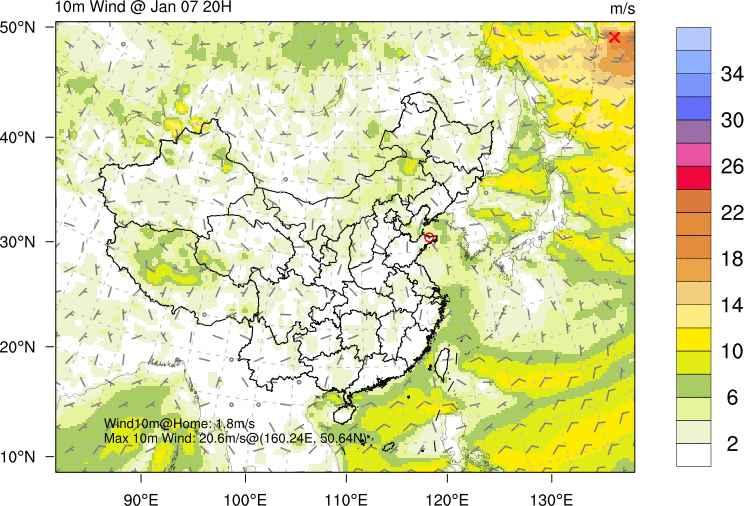 10m Wind @ Jan 07 20H
m/s
50°N
40°N
30°N
20°N
10°N
90°E
100°E
110°E
120°E
130°E
34
30
26
22
18
14
10
6
2
Wind10m@Home: 1.8m/s
Max 10m Wind: 20.6m/s@(160.24E, 50.64N)